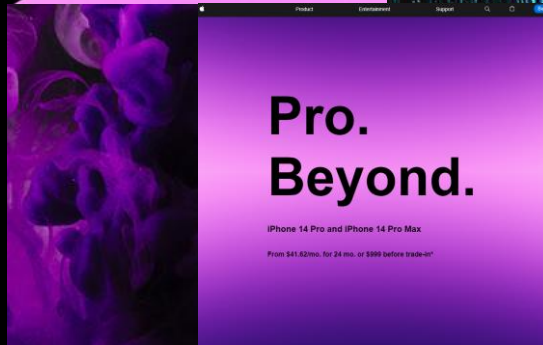 Product Entertainment Support
Pro.
Beyond.
iPhone 14 Pro and iPhone 14 Pro Max
From $41.62/mo. for 24 mo. or $999 before trade-in*